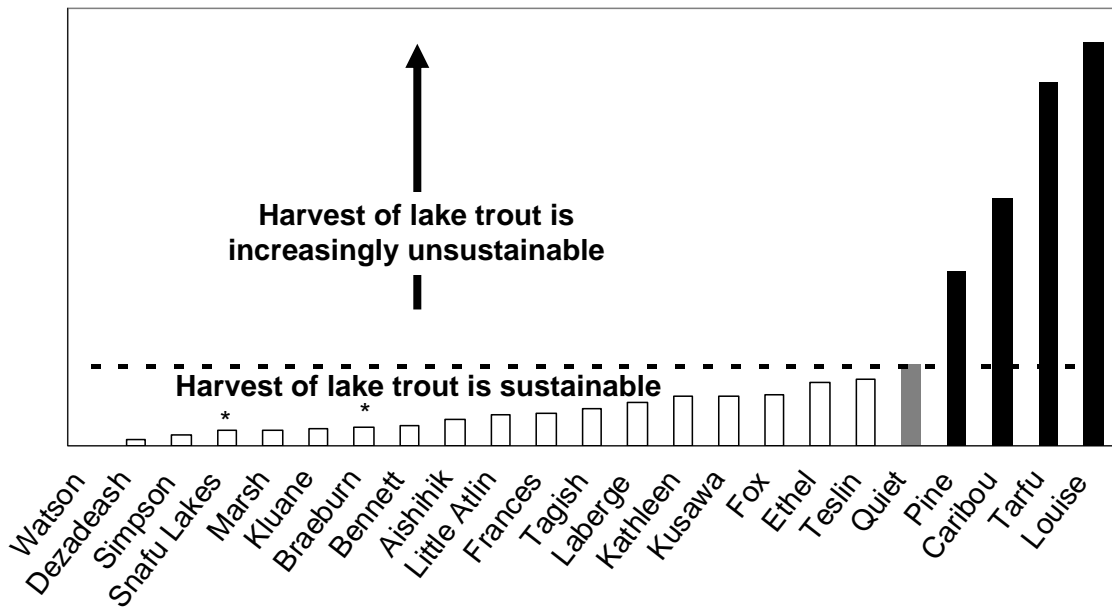 Harvest of lake trout is
increasingly unsustainable
Harvest of lake trout is sustainable
*
*
Watson
Dezadeash
Simpson
Snafu Lakes
Marsh
Kluane
Braeburn
Bennett
Aishihik
Little Atlin
Frances
Tagish
Laberge
Kathleen
Kusawa
Fox
Ethel
Teslin
Quiet
Pine
Caribou
Tarfu
Louise